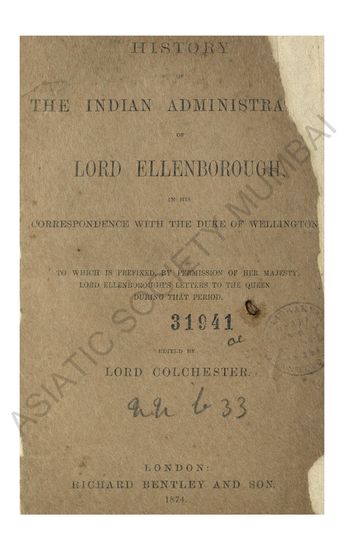 HISTORY
OF
THE INDIAN ADMINISTRA
OF
LORD ELLENBOROUGH,
IN HIS
CORRESPONDENCE WITH THE DUKE OF WELLINGTON
TO WHICH IS PREFIXED, BY PERMISSION OF HER MAJESTY,
LORD ELLENBOROUGH'S LETTERS TO THE QUEEN
DURING THAT PERIOD.
31941
EDITED BY
LORD COLCHESTER.
33
LONDON:
RICHARD BENTLEY AND SON.
1874.
ASIATIC SOCIETY MUMBAI